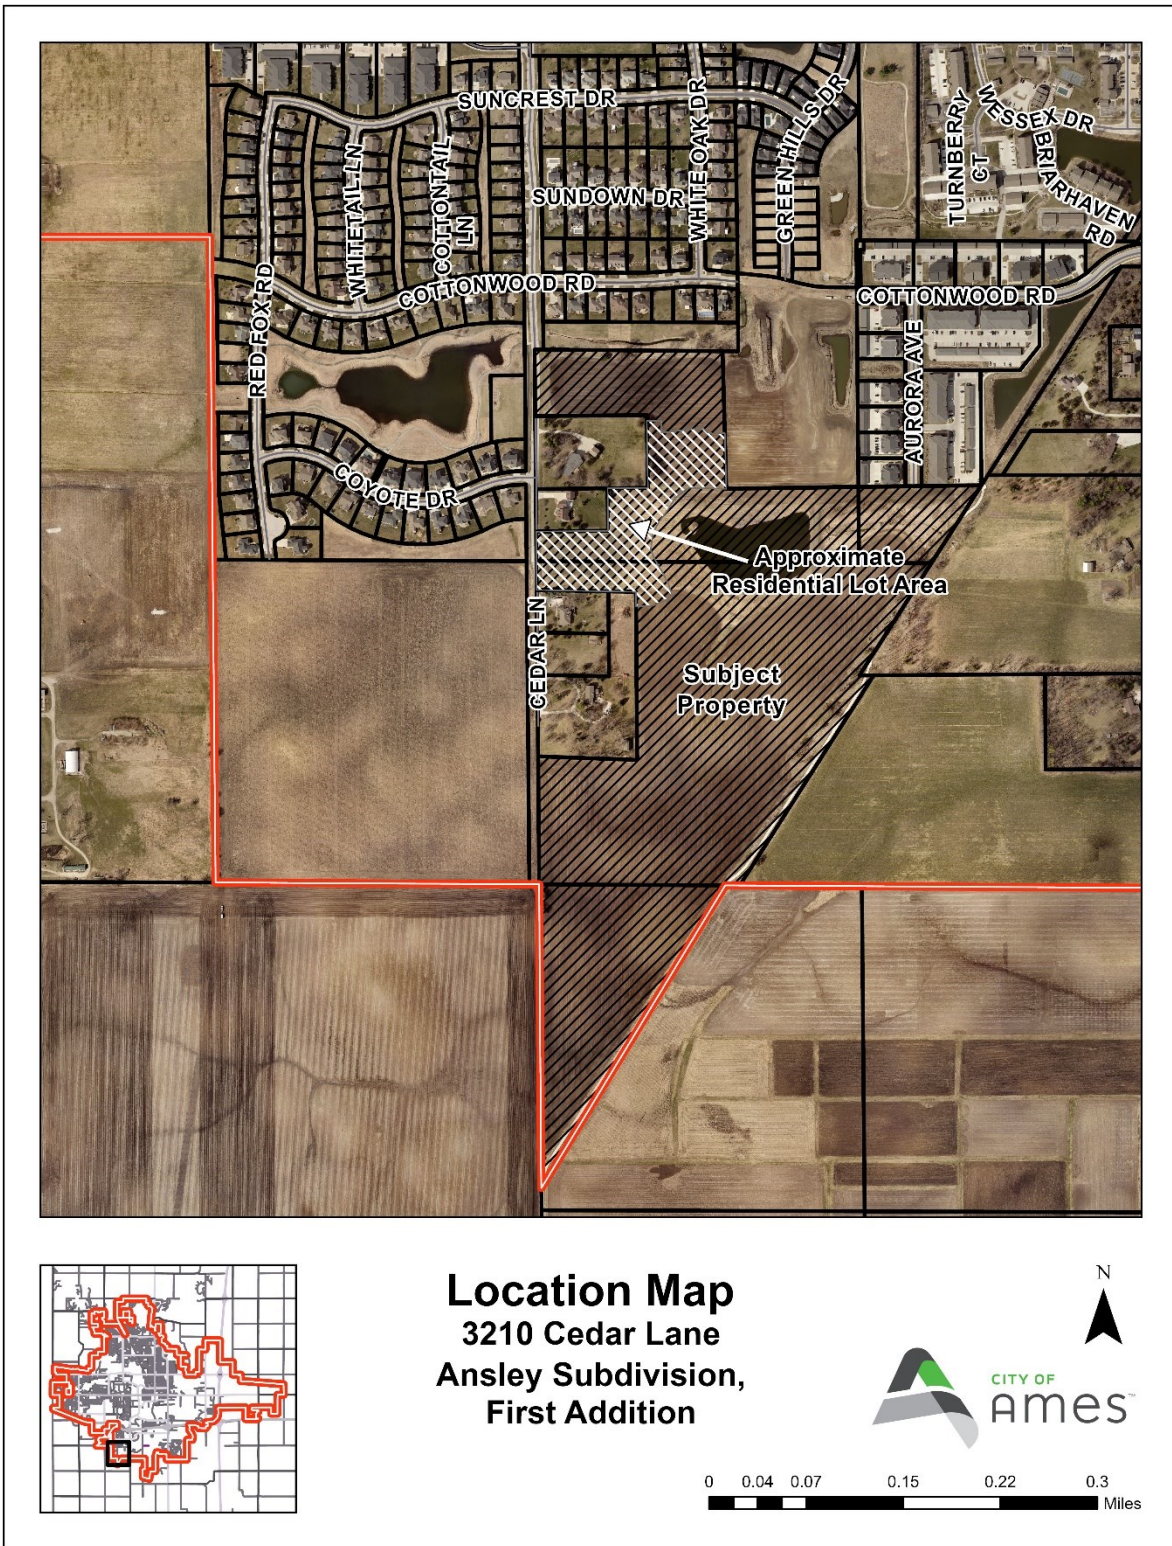 SUNCREST DR
WHITETAIL LN
COTTONTAIL
LN
SUNDOWN DR
WHITE OAK DR
GREEN HILLS DR
TURNBERRY
CT
WESSEX DR
BRIARHAVEN
RD
RED FOX RD
COTTONWOOD RD
COTTONWOOD RD
AURORA AVE
COYOTE DR
CEDAR LN
Approximate
Residential Lot Area
Subject
Property
Location Map
3210 Cedar Lane
Ansley Subdivision,
First Addition
N
CITY OF
Ames™
0 0.04 0.07 0.15 0.22 0.3
Miles